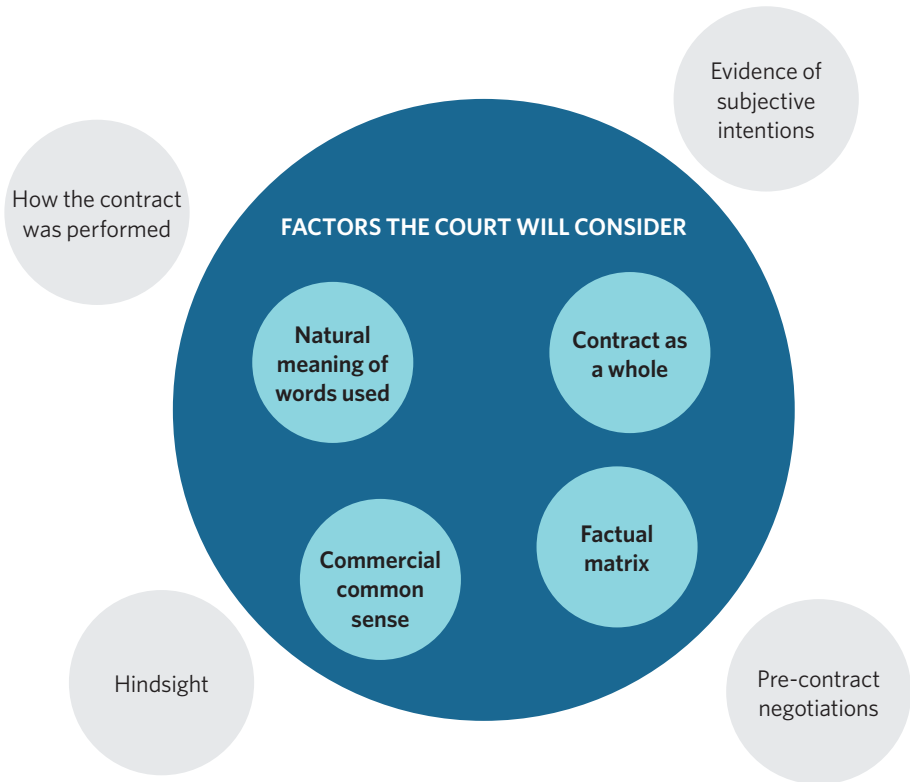 Evidence of
subjective
intentions
How the contract
was performed
FACTORS THE COURT WILL CONSIDER
Natural
meaning of
words used
Contract as
a whole
Commercial
common
sense
Factual
matrix
Hindsight
Pre-contract
negotiations